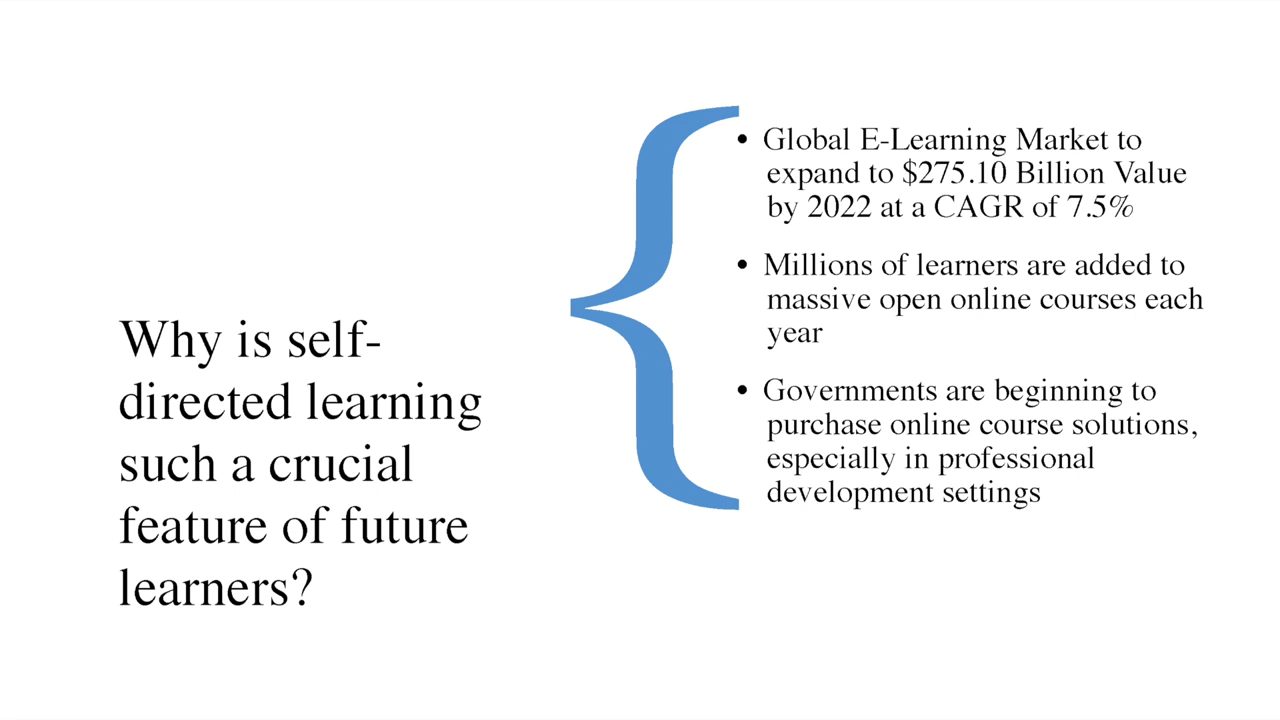 Why is self-
directed learning
such a crucial
feature of future
learners?
• Global E-Learning Market to
expand to $275.10 Billion Value
by 2022 at a CAGR of 7.5%
• Millions of learners are added to
massive open online courses each
year
• Governments are beginning to
purchase online course solutions,
especially in professional
development settings